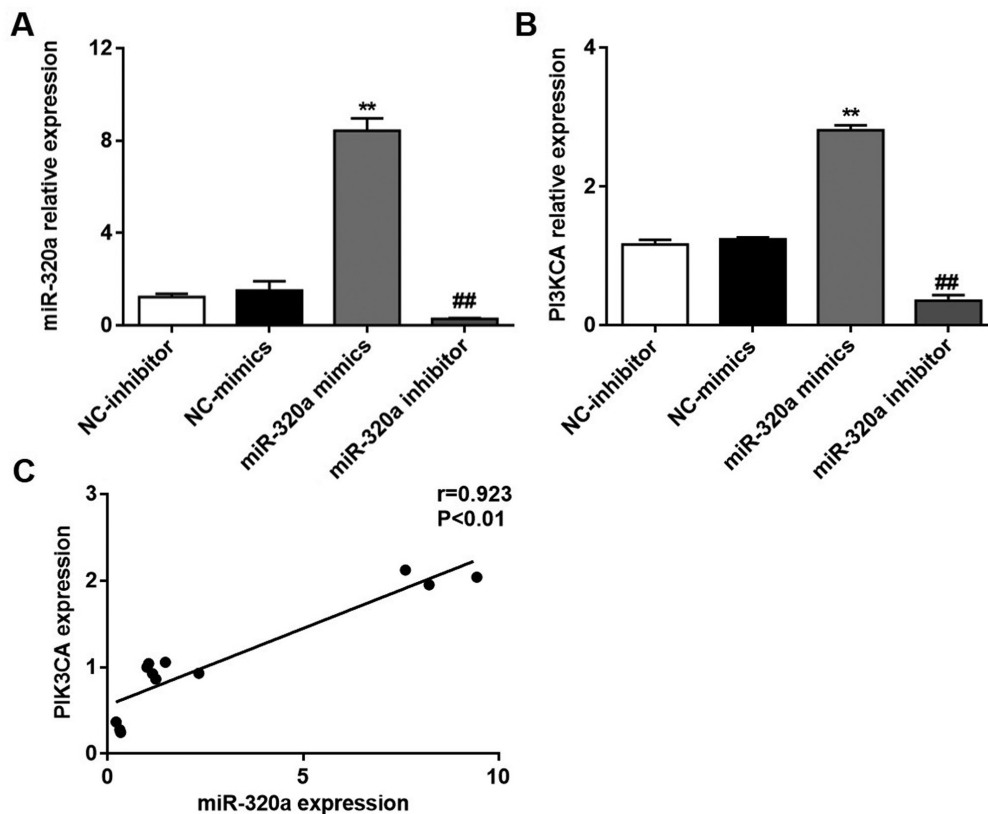 A
miR-320a relative expression
12
8
4
0
**
##
NC-inhibitor
NC-mimics
miR-320a mimics
miR-320a inhibitor
B
PI3KCA relative expression
4
2
0
**
##
NC-inhibitor
NC-mimics
miR-320a mimics
miR-320a inhibitor
C
PIK3CA expression
3
2
1
0
r=0.923
P<0.01
0
5
10
miR-320a expression